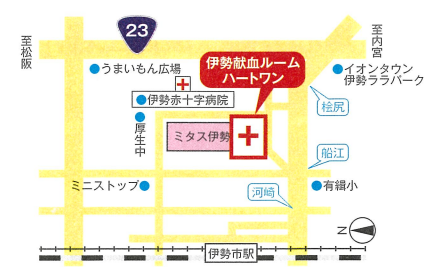 至松阪
23
至内宮
うまいもん広場
伊勢献血ルーム
ハートワン
イオンタウン
伊勢ララパーク
伊勢赤十字病院
桧尻
厚生中
ミタス伊勢
船江
ミニストップ
河崎
有緝小
N
伊勢市駅